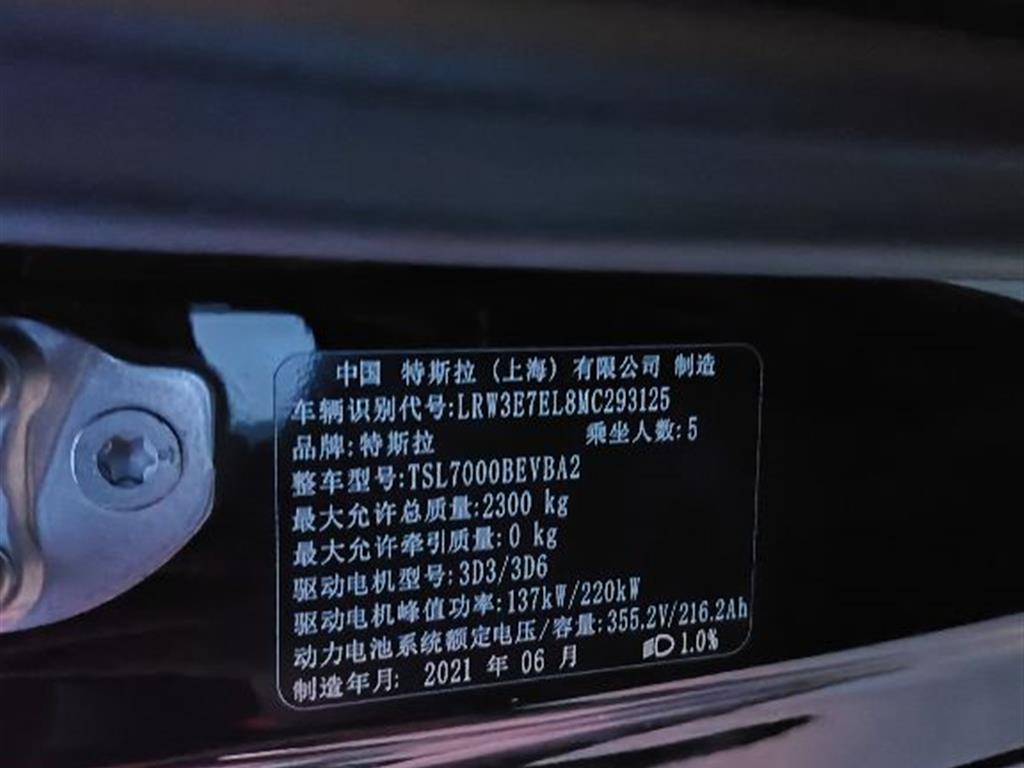 中国 特斯拉（上海）有限公司 制造
车辆识别代号:LRW3E7EL8MC293125
品牌:特斯拉 乘坐人数:5
整车型号:TSL7000BEVBA2
最大允许总质量:2300 kg
最大允许牵引质量:0 kg
驱动电机型号:3D3/3D6
驱动电机峰值功率:137kW/220kW
动力电池系统额定电压/容量:355.2V/216.2Ah
制造年月: 2021 年 06 月 1.0%